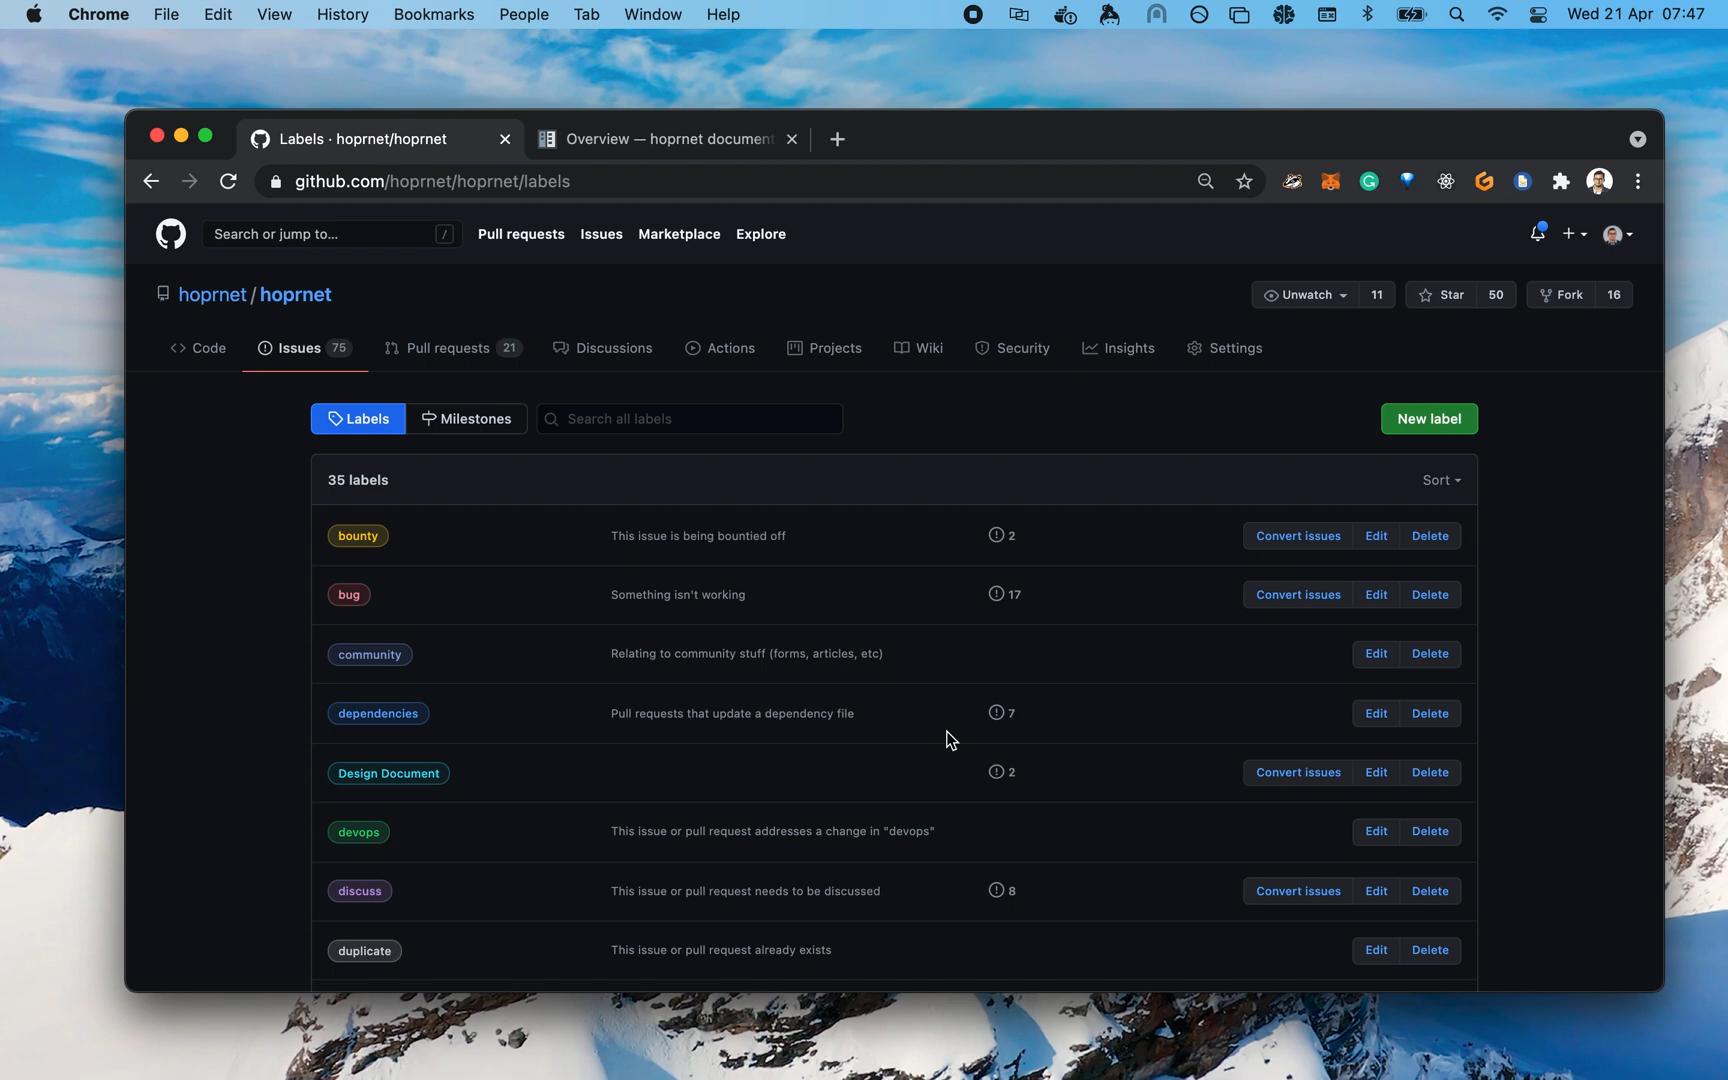 Chrome File Edit View History Bookmarks People Tab Window Help Wed 21 Apr 07:47
Labels · hoprnet/hoprnet Overview — hoprnet document
github.com/hoprnet/hoprnet/labels
Search or jump to... / Pull requests Issues Marketplace Explore
hoprnet / hoprnet Unwatch 11 Star 50 Fork 16
Code Issues 75 Pull requests 21 Discussions Actions Projects Wiki Security Insights Settings
Labels Milestones Search all labels New label
35 labels Sort
bounty This issue is being bountied off 2 Convert issues Edit Delete
bug Something isn't working 17 Convert issues Edit Delete
community Relating to community stuff (forms, articles, etc) Edit Delete
dependencies Pull requests that update a dependency file 7 Edit Delete
Design Document 2 Convert issues Edit Delete
devops This issue or pull request addresses a change in "devops" Edit Delete
discuss This issue or pull request needs to be discussed 8 Convert issues Edit Delete
duplicate This issue or pull request already exists Edit Delete